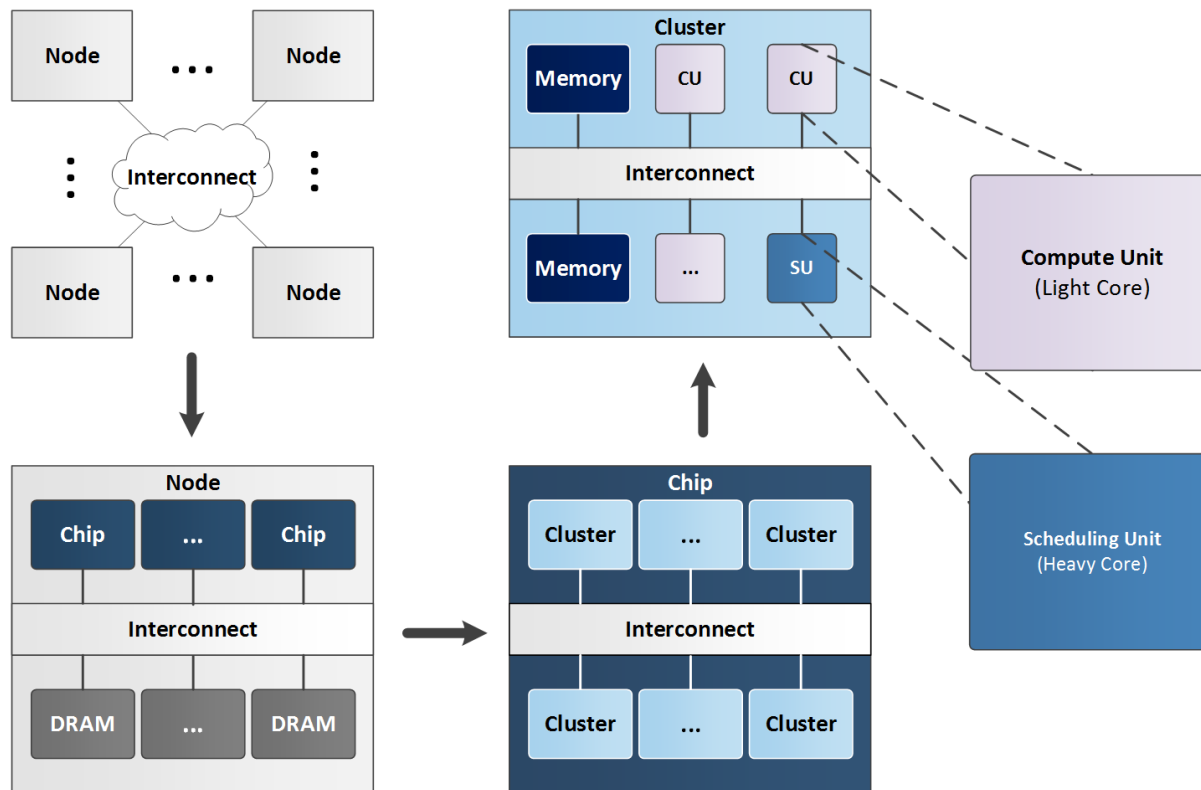 Node
...
Node
Interconnect
...
...
Node
...
Node
Cluster
Memory
CU
CU
Interconnect
Memory
...
SU
Compute Unit
(Light Core)
Node
Chip
...
Chip
Interconnect
DRAM
...
DRAM
Chip
Cluster
...
Cluster
Interconnect
Cluster
...
Cluster
Scheduling Unit
(Heavy Core)